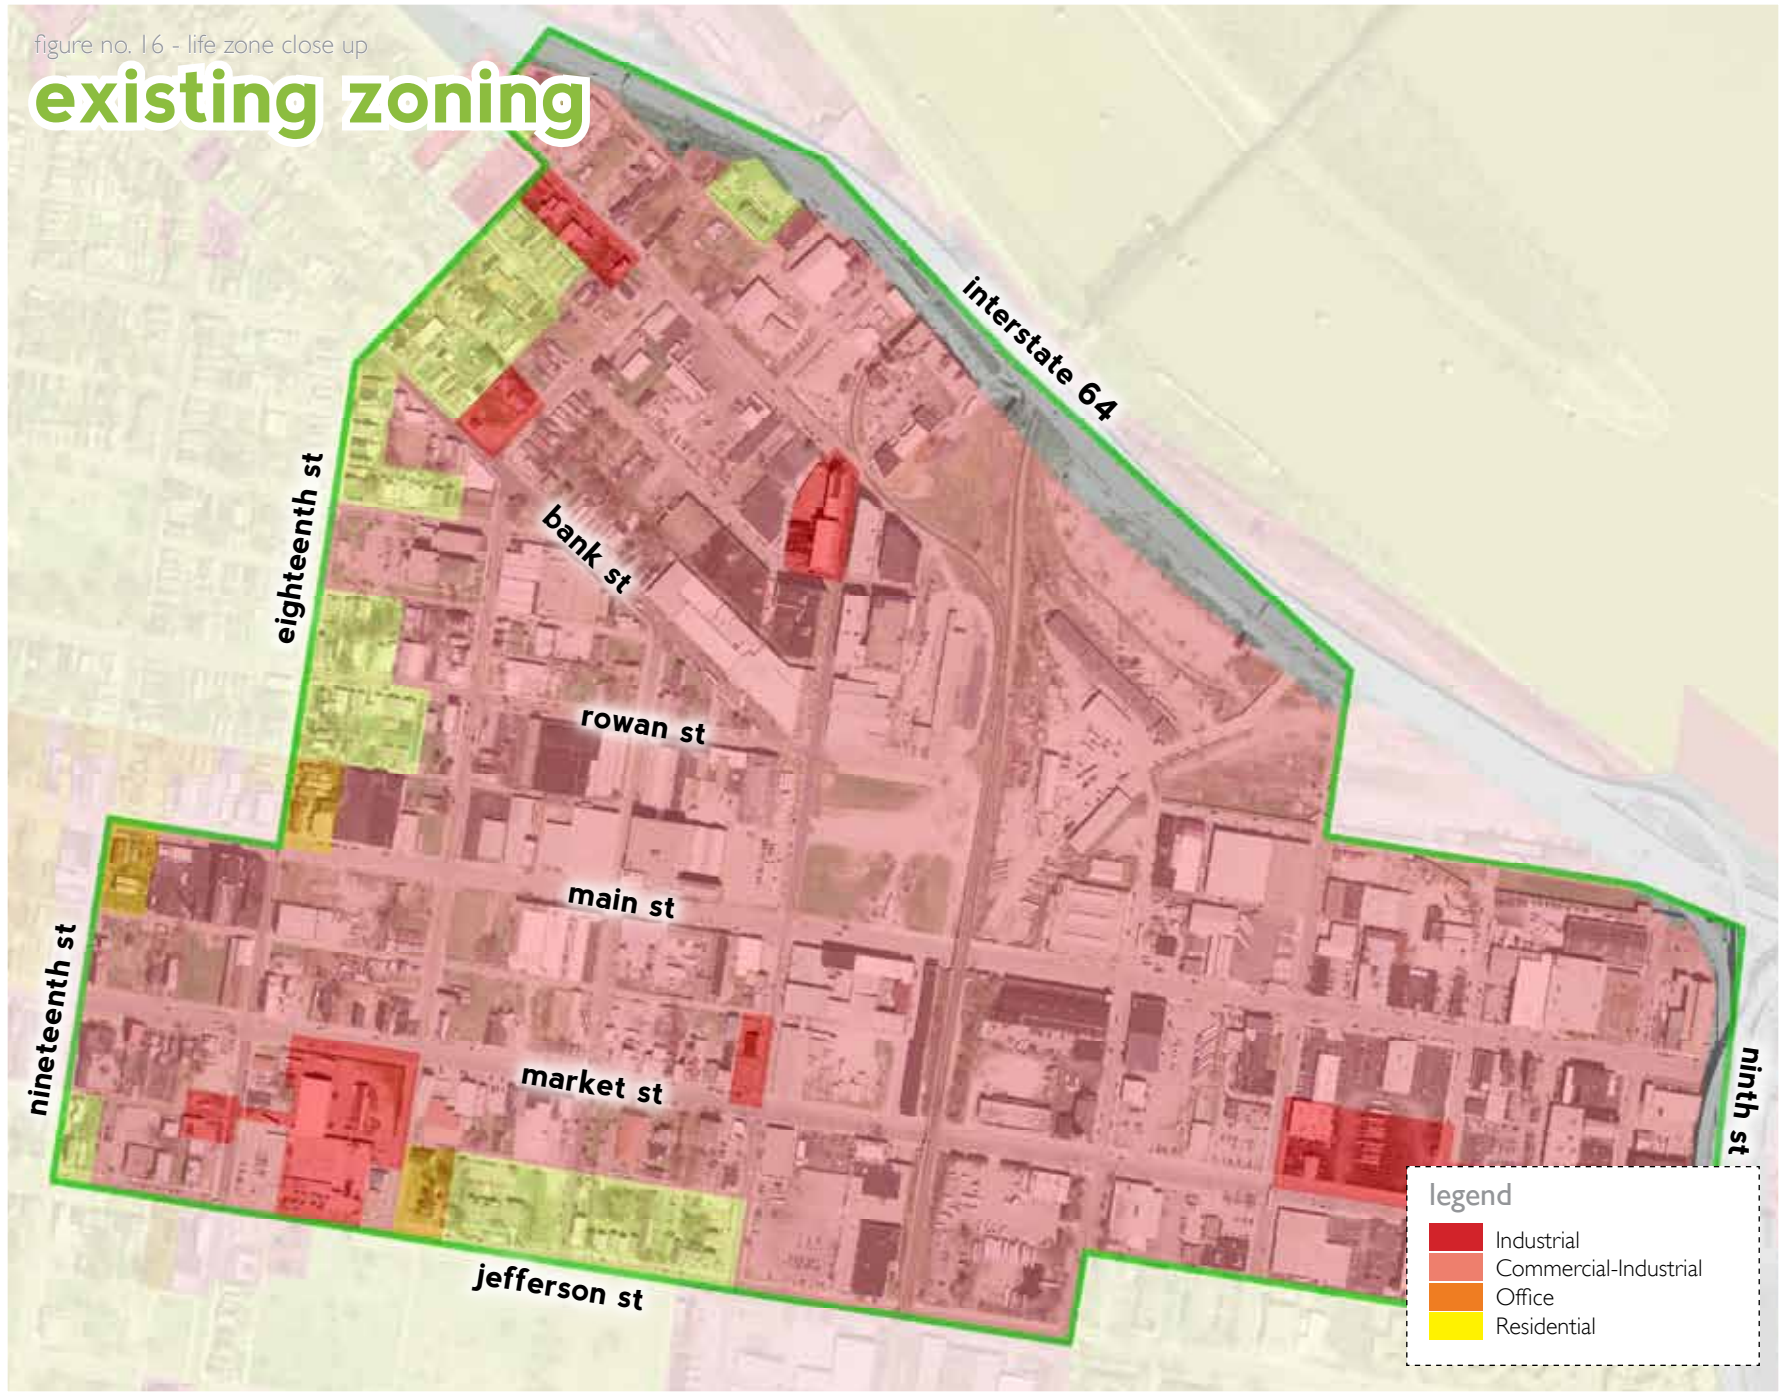 figure no. 16 - life zone close up
existing zoning
interstate 64
eighteenth st
bank st
rowan st
main st
nineteenth st
market st
ninth st
jefferson st
legend
Industrial
Commercial-Industrial
Office
Residential